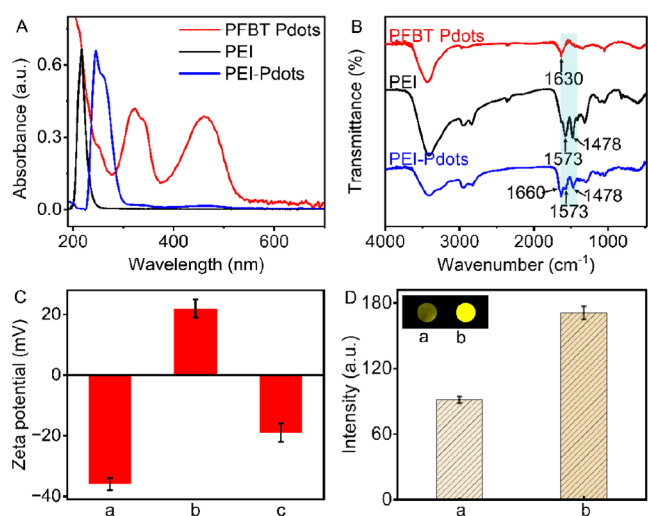 A
PFBT Pdots
PEI
PEI-Pdots
0.6
0.3
0.0
Absorbance (a.u.)
200 400 600
Wavelength (nm)
B
PFBT Pdots
1630
PEI
1573
1478
PEI-Pdots
1660
1573
1478
Transmittance (%)
4000 3000 2000 1000
Wavenumber (cm⁻¹)
C
20
0
−20
−40
Zeta potential (mV)
a b c
D
180
120
60
0
Intensity (a.u.)
a b
a b